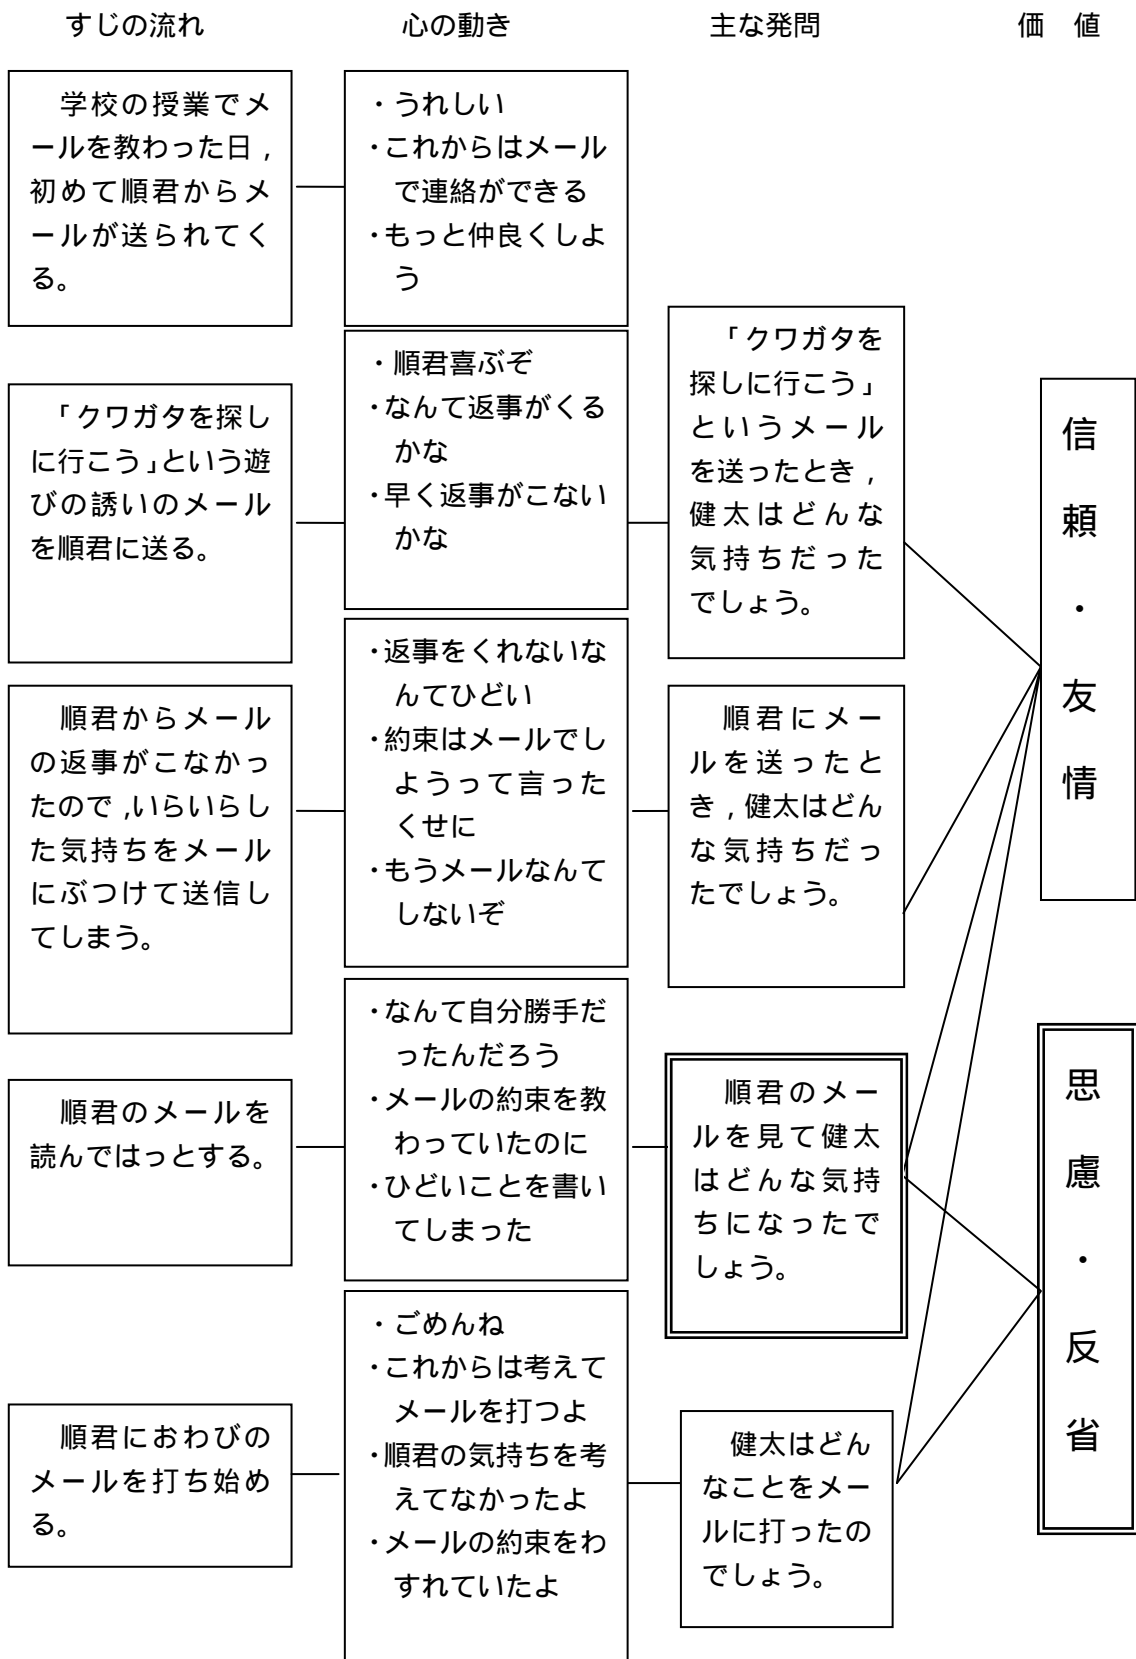 すじの流れ
心の動き
主な発問
価 値
学校の授業でメ
ールを教わった日，
初めて順君からメ
ールが送られてく
る。
・うれしい
・これからはメール
で連絡ができる
・もっと仲良くしよ
う
「クワガタを探し
に行こう」という遊
びの誘いのメール
を順君に送る。
・順君喜ぶぞ
・なんて返事がくる
かな
・早く返事がこない
かな
「クワガタを
探しに行こう」
というメール
を送ったとき，
健太はどんな
気持ちだった
でしょう。
順君からメール
の返事がこなかっ
たので，いらいらし
た気持ちをメール
にぶつけて送信し
てしまう。
・返事をくれないな
んてひどい
・約束はメールでし
ようって言った
くせに
・もうメールなんて
しないぞ
順君にメー
ルを送ったと
き，健太はどん
な気持ちだっ
たでしょう。
順君のメールを
読んではっとする。
・なんて自分勝手だ
ったんだろう
・メールの約束を教
わっていたのに
・ひどいことを書い
てしまった
順君のメー
ルを見て健太
はどんな気持
ちになったで
しょう。
順君におわびの
メールを打ち始め
る。
・ごめんね
・これからは考えて
メールを打つよ
・順君の気持ちを考
えてなかったよ
・メールの約束をわ
すれていたよ
健太はどん
なことをメー
ルに打ったの
でしょう。
信頼・友情
思慮・反省